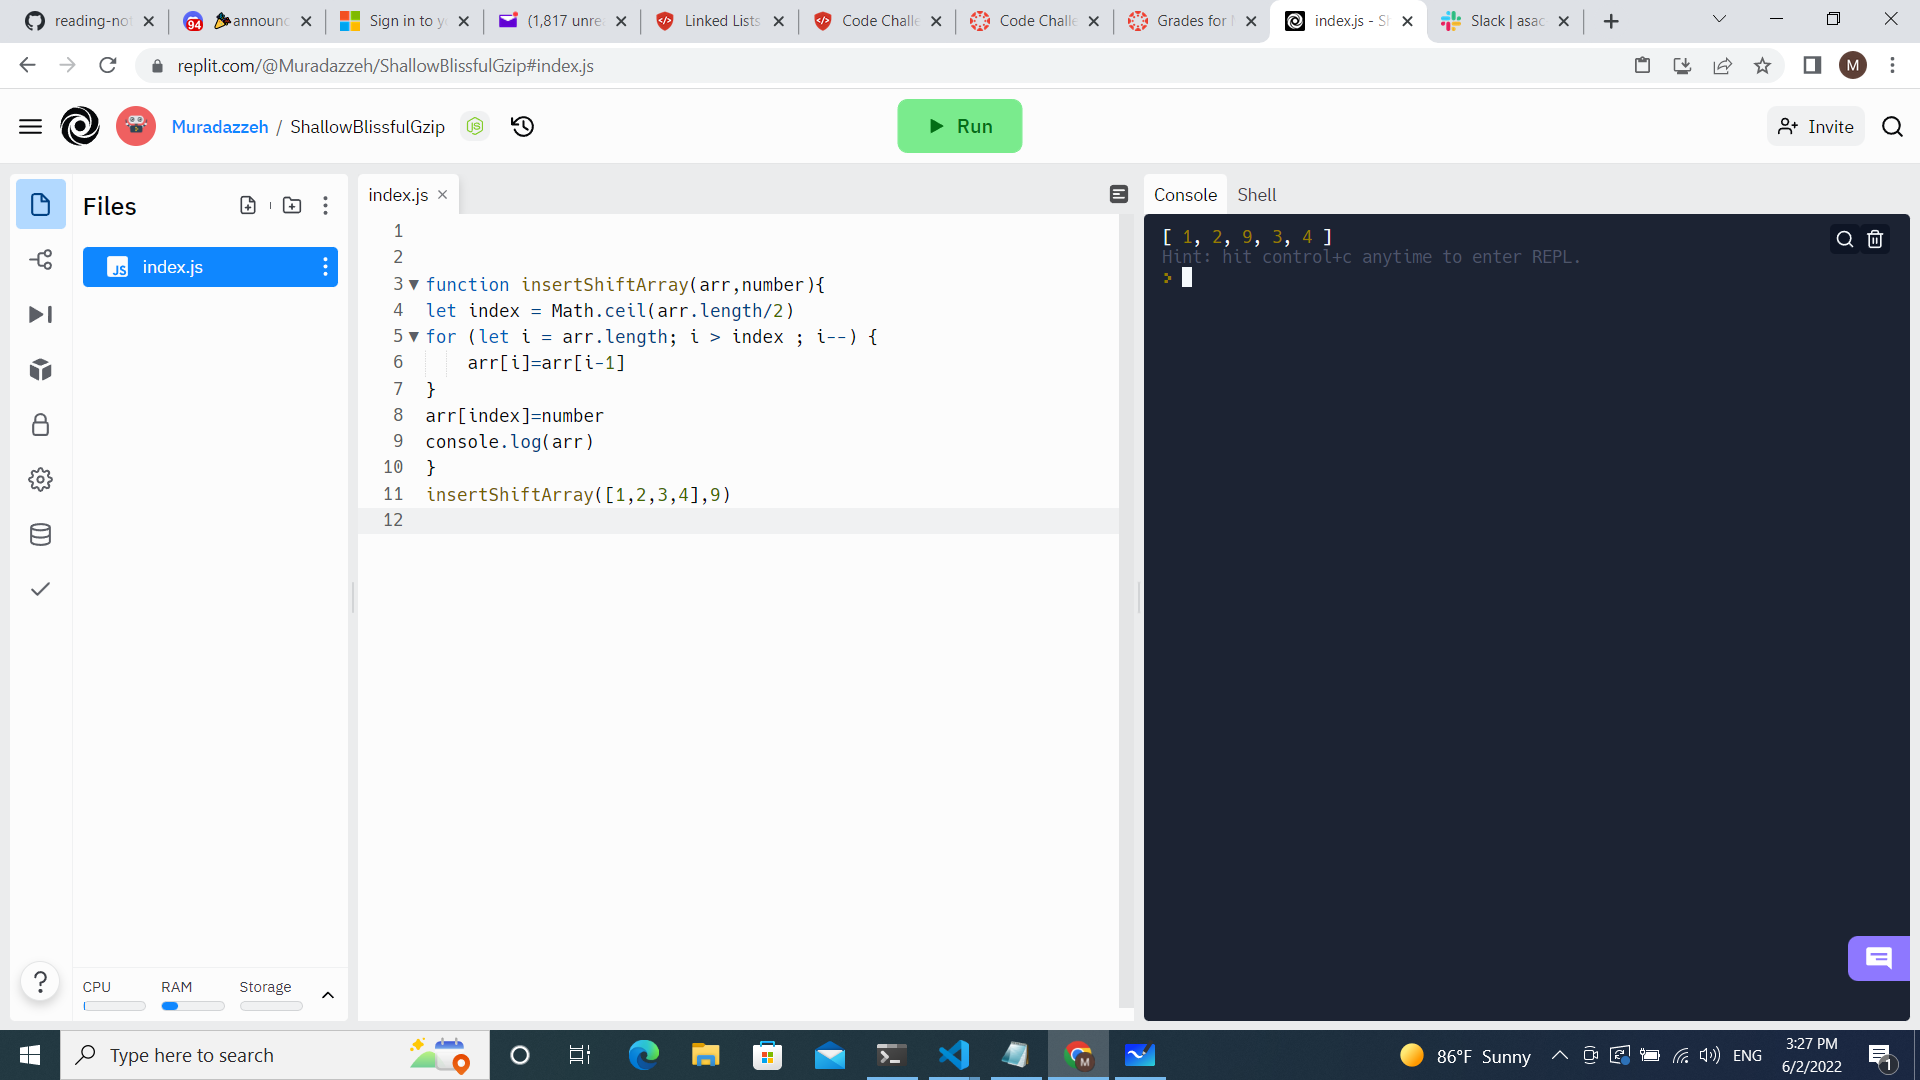 reading-not
94
announc
Sign in to y
(1,817 unre
Linked Lists
Code Challe
Code Challe
Grades for
index.js - S
Slack | asac
replit.com/@Muradazzeh/ShallowBlissfulGzip#index.js
M
Muradazzeh / ShallowBlissfulGzip
Run
Invite
Files
index.js
Console
Shell
JS
index.js
1
2
3 function insertShiftArray(arr,number){
4 let index = Math.ceil(arr.length/2)
5 for (let i = arr.length; i > index ; i--) {
6 arr[i]=arr[i-1]
7 }
8 arr[index]=number
9 console.log(arr)
10 }
11 insertShiftArray([1,2,3,4],9)
12
[ 1, 2, 9, 3, 4 ]
Hint: hit control+c anytime to enter REPL.
>
?
CPU
RAM
Storage
Type here to search
M
86°F Sunny
ENG
3:27 PM
6/2/2022
1